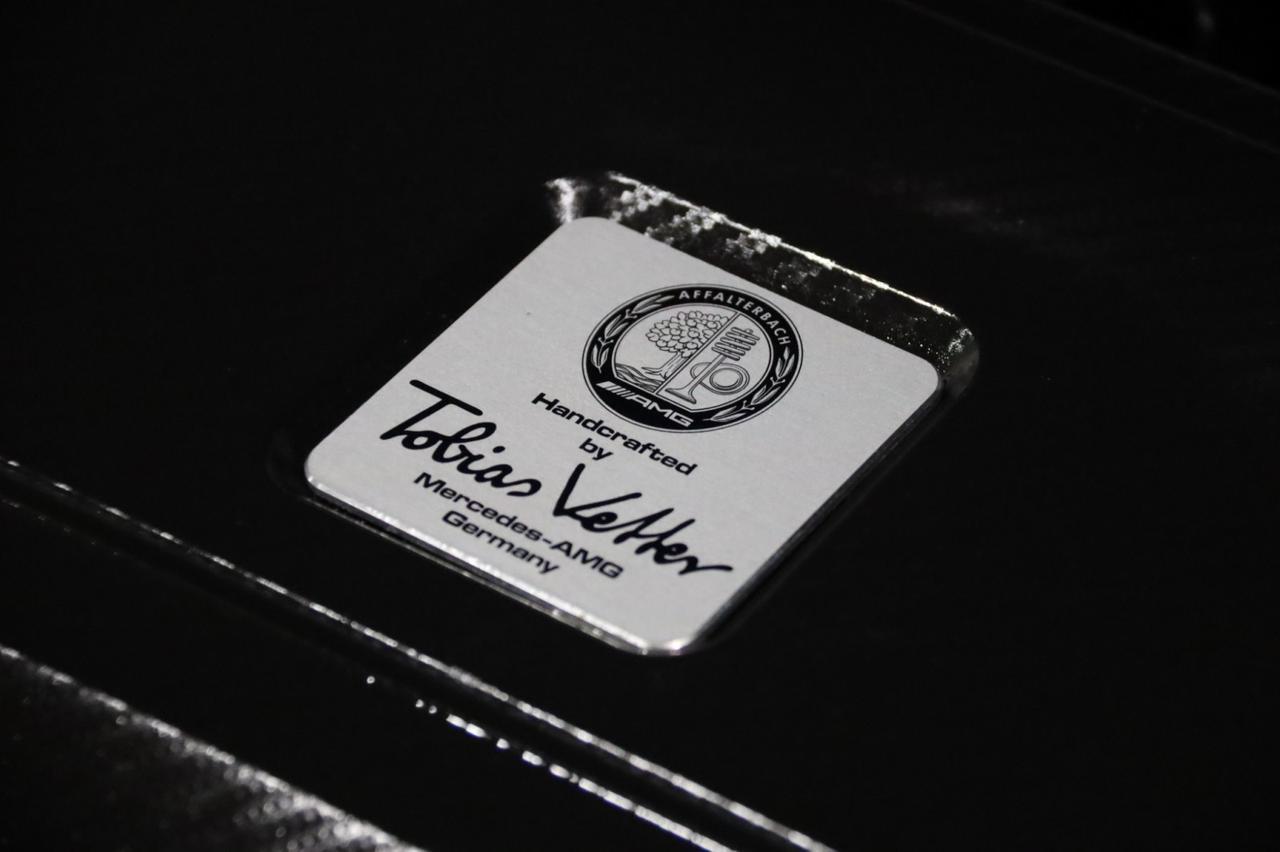 AFFALTERBACH
AMG
Handcrafted
by
Tobias Vetter
Mercedes-AMG
Germany